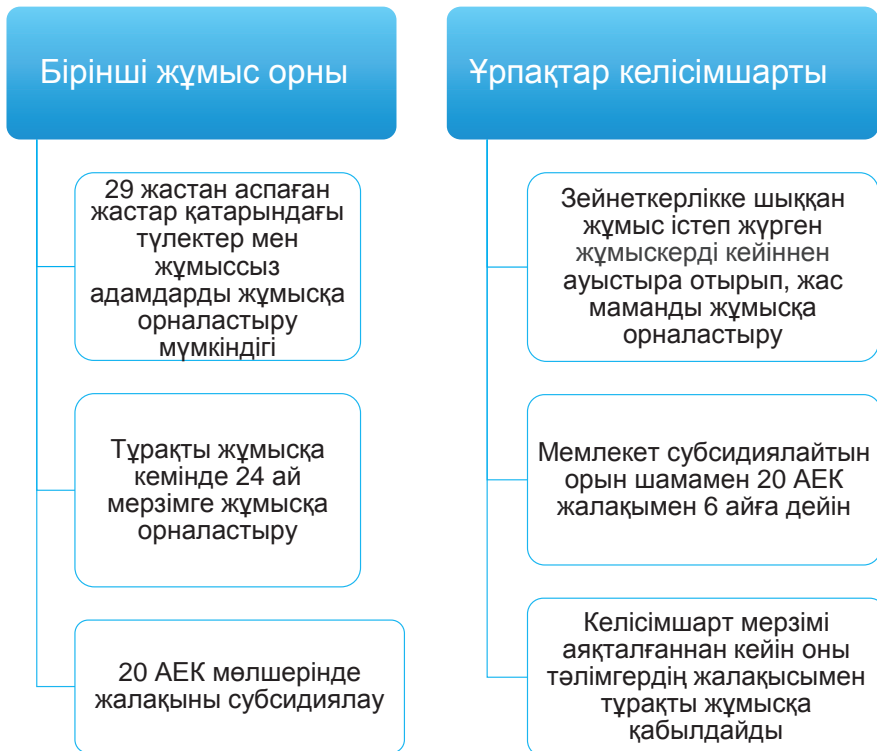 Бірінші жұмыс орны
29 жастан аспаған
жастар қатарындағы
түлектер мен
жұмыссыз
адамдарды жұмысқа
орналастыру
мүмкіндігі
Тұрақты жұмысқа
кемінде 24 ай
мерзімге жұмысқа
орналастыру
20 АЕК мөлшерінде
жалақыны субсидиялау
Ұрпақтар келісімшарты
Зейнеткерлікке шыққан
жұмыс істеп жүрген
жұмыскерді кейіннен
ауыстыра отырып, жас
маманды жұмысқа
орналастыру
Мемлекет субсидиялайтын
орын шамамен 20 АЕК
жалақымен 6 айға дейін
Келісімшарт мерзімі
аяқталғаннан кейін оны
тәлімгердің жалақысымен
тұрақты жұмысқа
қабылдайды